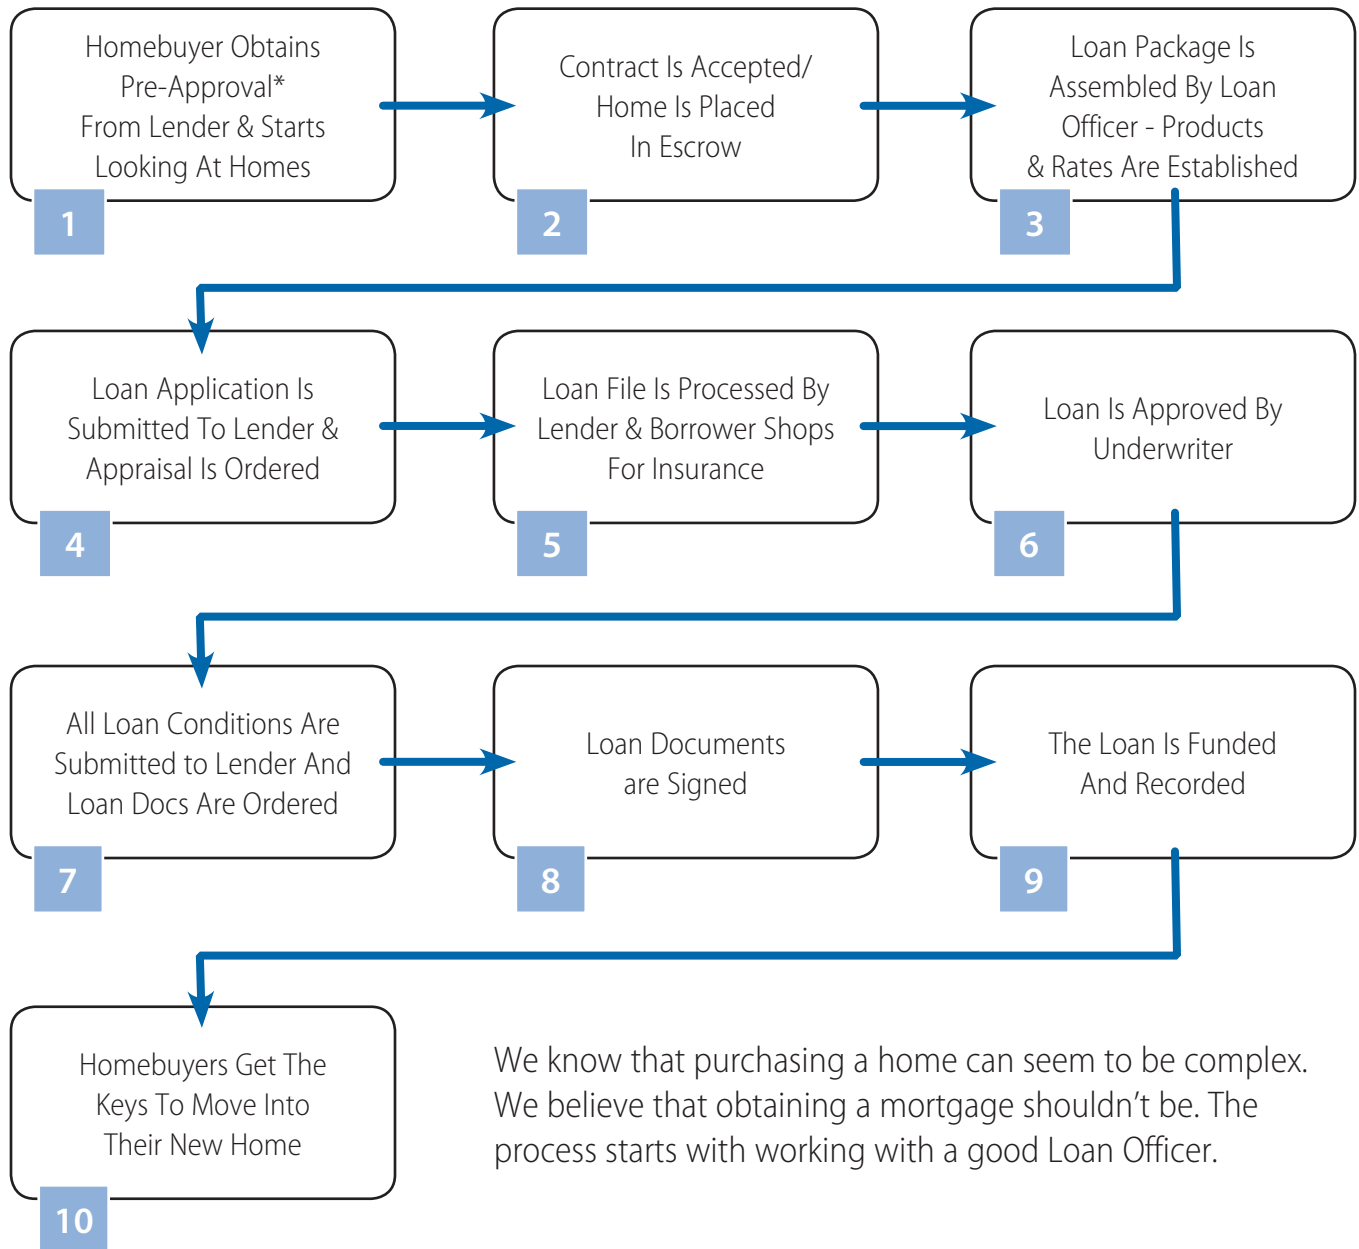 Homebuyer Obtains
Pre-Approval*
From Lender & Starts
Looking At Homes
1
Contract Is Accepted/
Home Is Placed
In Escrow
2
Loan Package Is
Assembled By Loan
Officer - Products
& Rates Are Established
3
Loan Application Is
Submitted To Lender &
Appraisal Is Ordered
4
Loan File Is Processed By
Lender & Borrower Shops
For Insurance
5
Loan Is Approved By
Underwriter
6
All Loan Conditions Are
Submitted to Lender And
Loan Docs Are Ordered
7
Loan Documents
are Signed
8
The Loan Is Funded
And Recorded
9
Homebuyers Get The
Keys To Move Into
Their New Home
10
We know that purchasing a home can seem to be complex.
We believe that obtaining a mortgage shouldn’t be. The
process starts with working with a good Loan Officer.